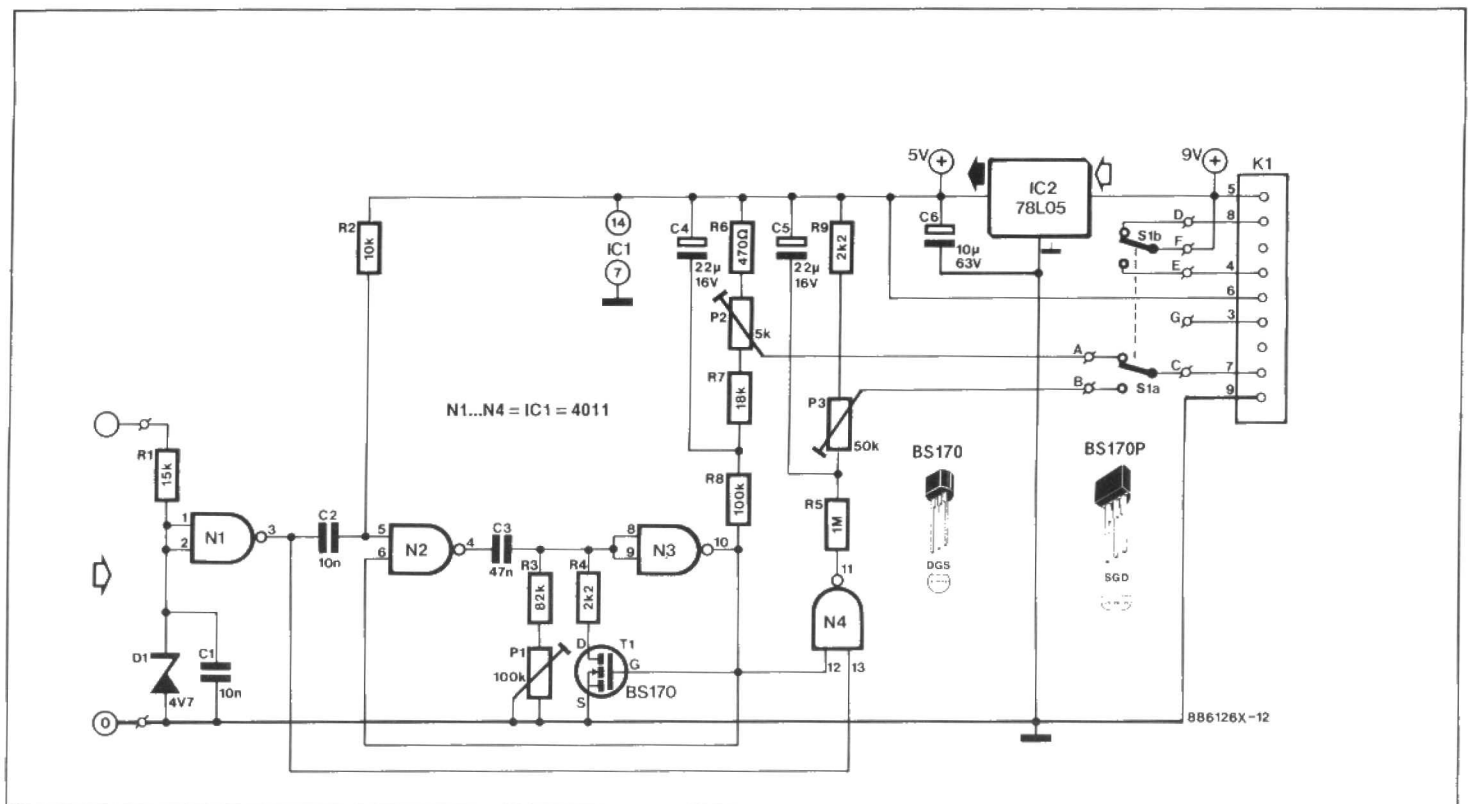 5V
+
9V
+
K1
IC2
78L05
5
D
8
S1b
F
E
4
6
G
3
A
C
7
B
S1a
9
C6
10µ
63V
R2
10k
14
IC1
7
C4
22µ
16V
R6
470Ω
C5
22µ
16V
R9
2k2
P2
5k
R7
18k
P3
50k
N1...N4 = IC1 = 4011
BS170
BS170P
DGS
SGD
R1
15k
1
2
N1
3
C2
10n
5
6
N2
4
C3
47n
R3
82k
R4
2k2
8
9
N3
10
R8
100k
R5
1M
11
N4
12
13
D1
4V7
C1
10n
P1
100k
D
T1
G
S
BS170
0
886126X-12